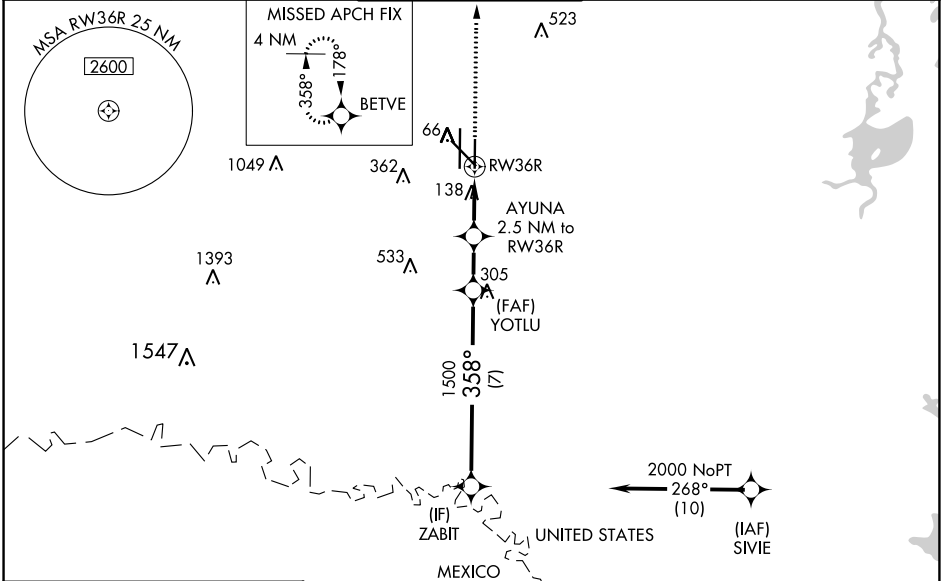 MSA RW36R 25 NM
2600
MISSED APCH FIX
4 NM
358°
178°
BETVE
523
66
RW36R
1049
362
138
AYUNA
2.5 NM to
RW36R
1393
533
305
(FAF)
YOTLU
1547
1500
358°
(7)
2000 NoPT
268°
(10)
(IAF)
SIVIE
(IF)
ZABIT
UNITED STATES
MEXICO